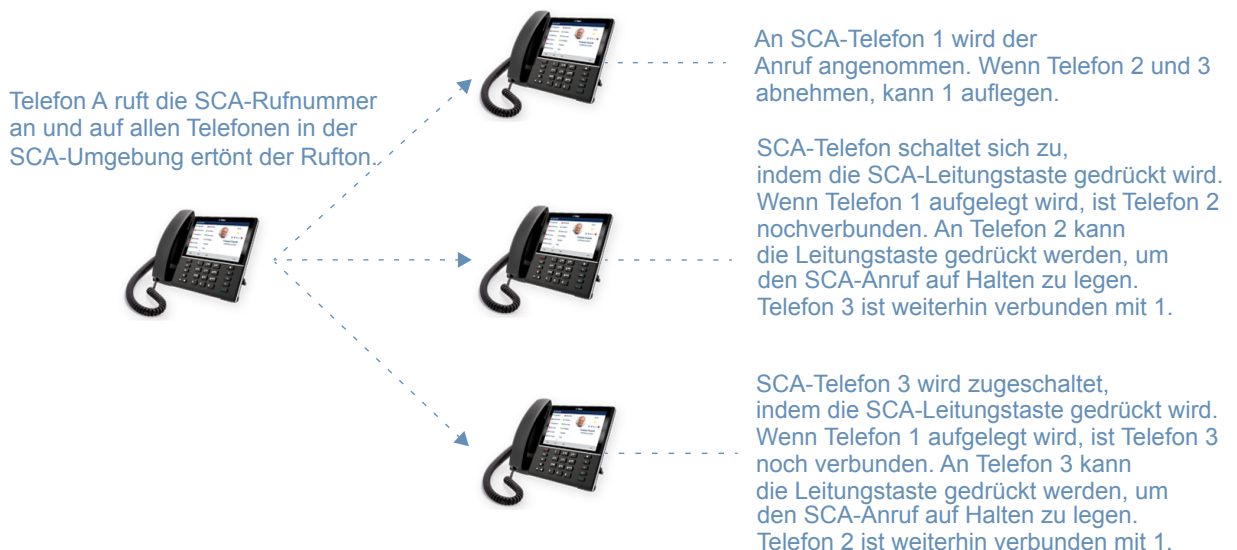 Telefon A ruft die SCA-Rufnummer
an und auf allen Telefonen in der
SCA-Umgebung ertönt der Rufton.
An SCA-Telefon 1 wird der
Anruf angenommen. Wenn Telefon 2 und 3
abnehmen, kann 1 auflegen.
SCA-Telefon schaltet sich zu,
indem die SCA-Leitungstaste gedrückt wird.
Wenn Telefon 1 aufgelegt wird, ist Telefon 2
nochverbunden. An Telefon 2 kann
die Leitungstaste gedrückt werden, um
den SCA-Anruf auf Halten zu legen.
Telefon 3 ist weiterhin verbunden mit 1.
SCA-Telefon 3 wird zugeschaltet,
indem die SCA-Leitungstaste gedrückt wird.
Wenn Telefon 1 aufgelegt wird, ist Telefon 3
noch verbunden. An Telefon 3 kann
die Leitungstaste gedrückt werden, um
den SCA-Anruf auf Halten zu legen.
Telefon 2 ist weiterhin verbunden mit 1.